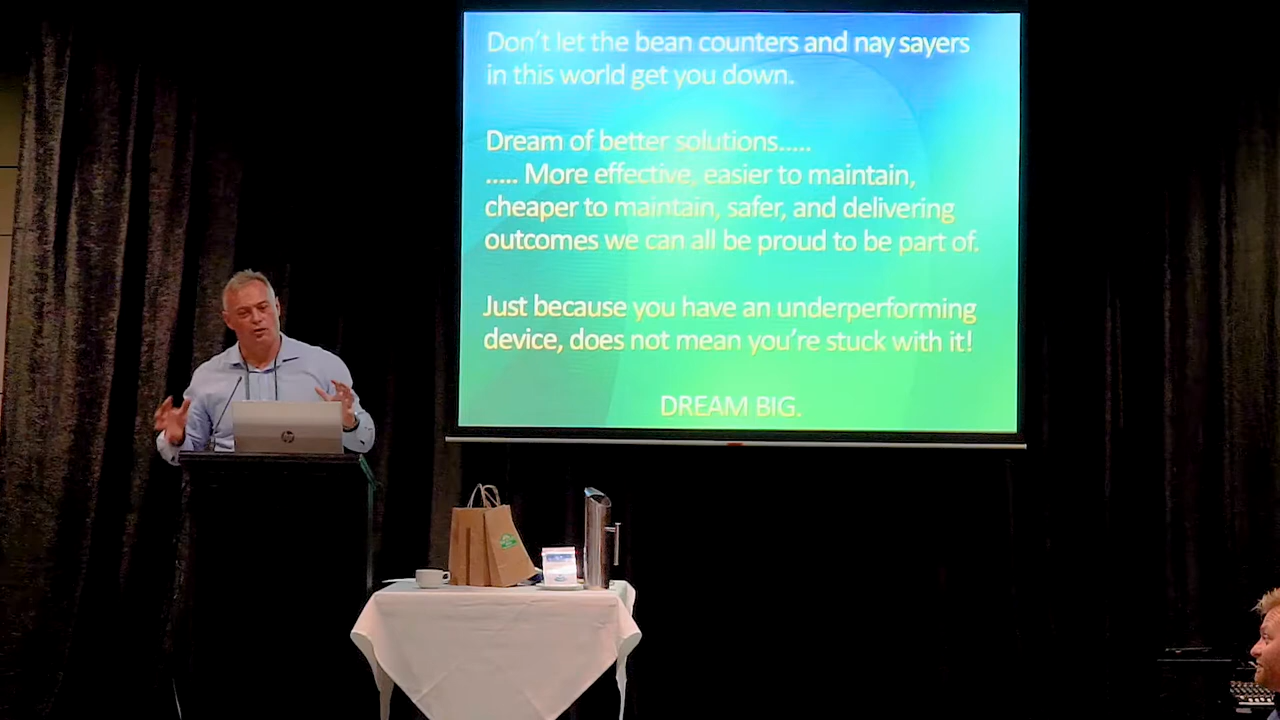 Don't let the bean counters and nay sayers
in this world get you down.
Dream of better solutions.....
..... More effective, easier to maintain,
cheaper to maintain, safer, and delivering
outcomes we can all be proud to be part of.
Just because you have an underperforming
device, does not mean you're stuck with it!
DREAM BIG.
hp